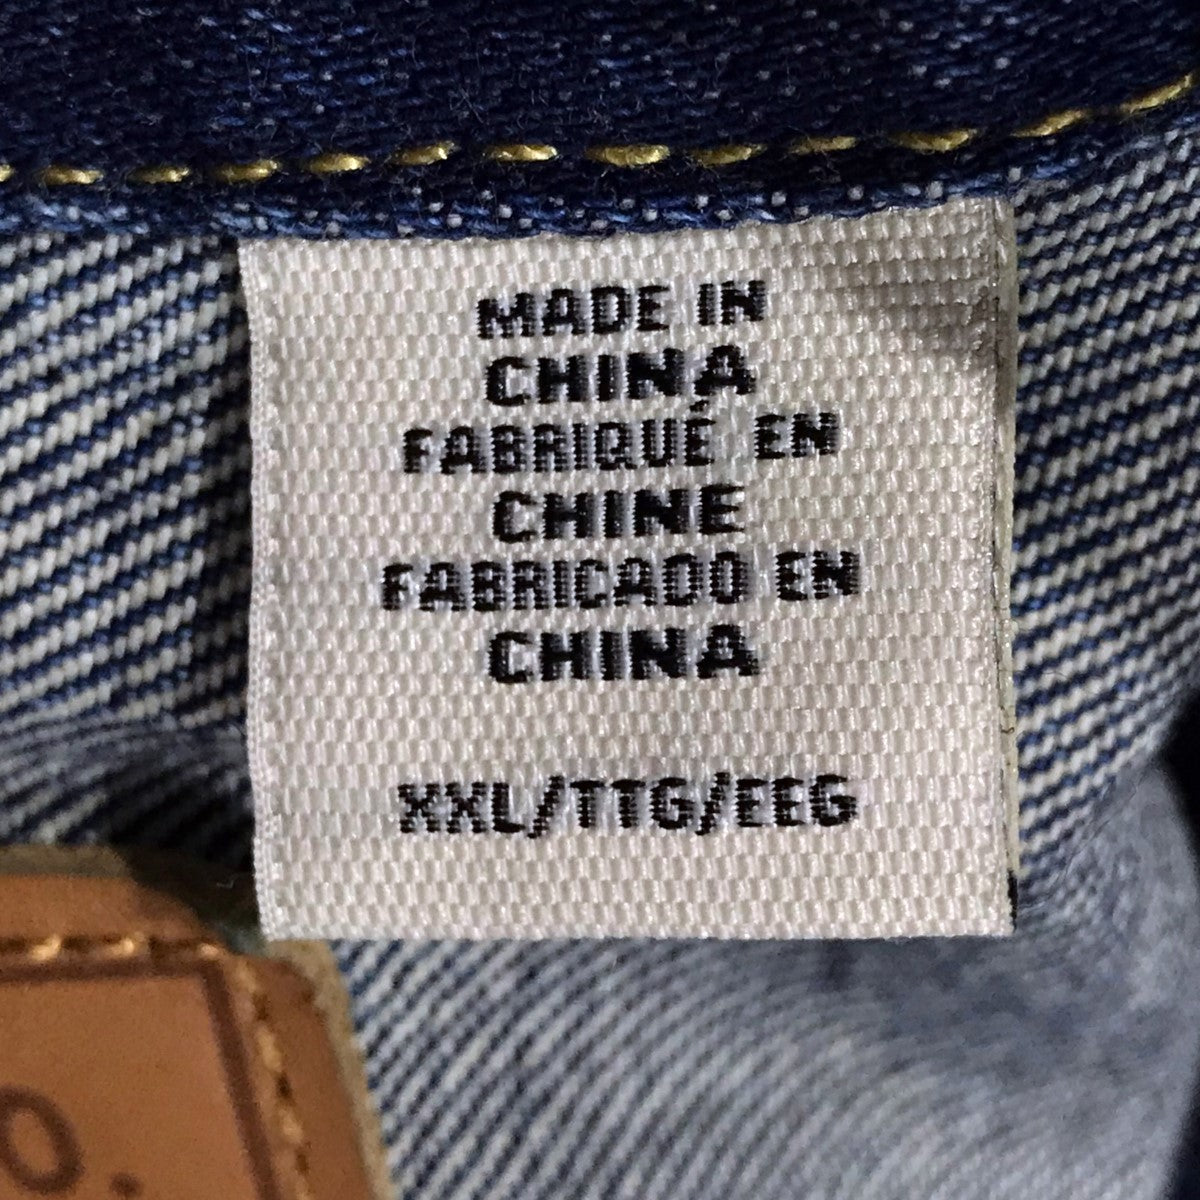 MADE IN
CHINA
FABRIQUÉ EN
CHINE
FABRICADO EN
CHINA
XXL/TTG/EEG
O.